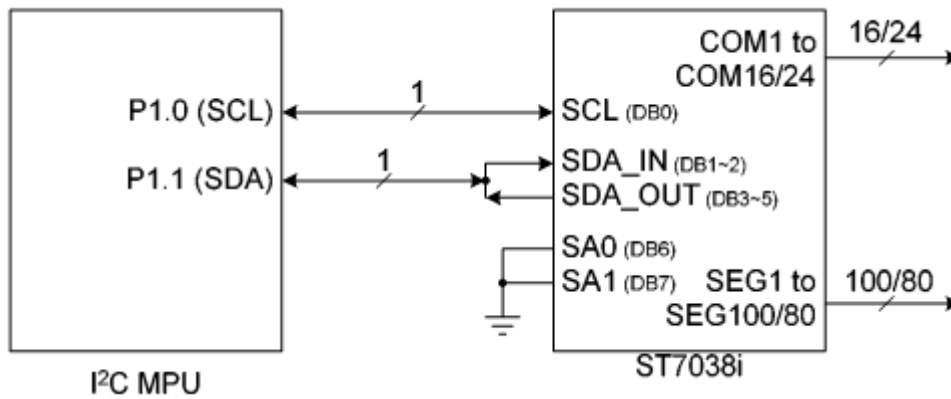 P1.0 (SCL)
P1.1 (SDA)
I²C MPU
1
1
COM1 to
COM16/24
16/24
SCL (DB0)
SDA_IN (DB1~2)
SDA_OUT (DB3~5)
SA0 (DB6)
SA1 (DB7)
SEG1 to
SEG100/80
100/80
ST7038i